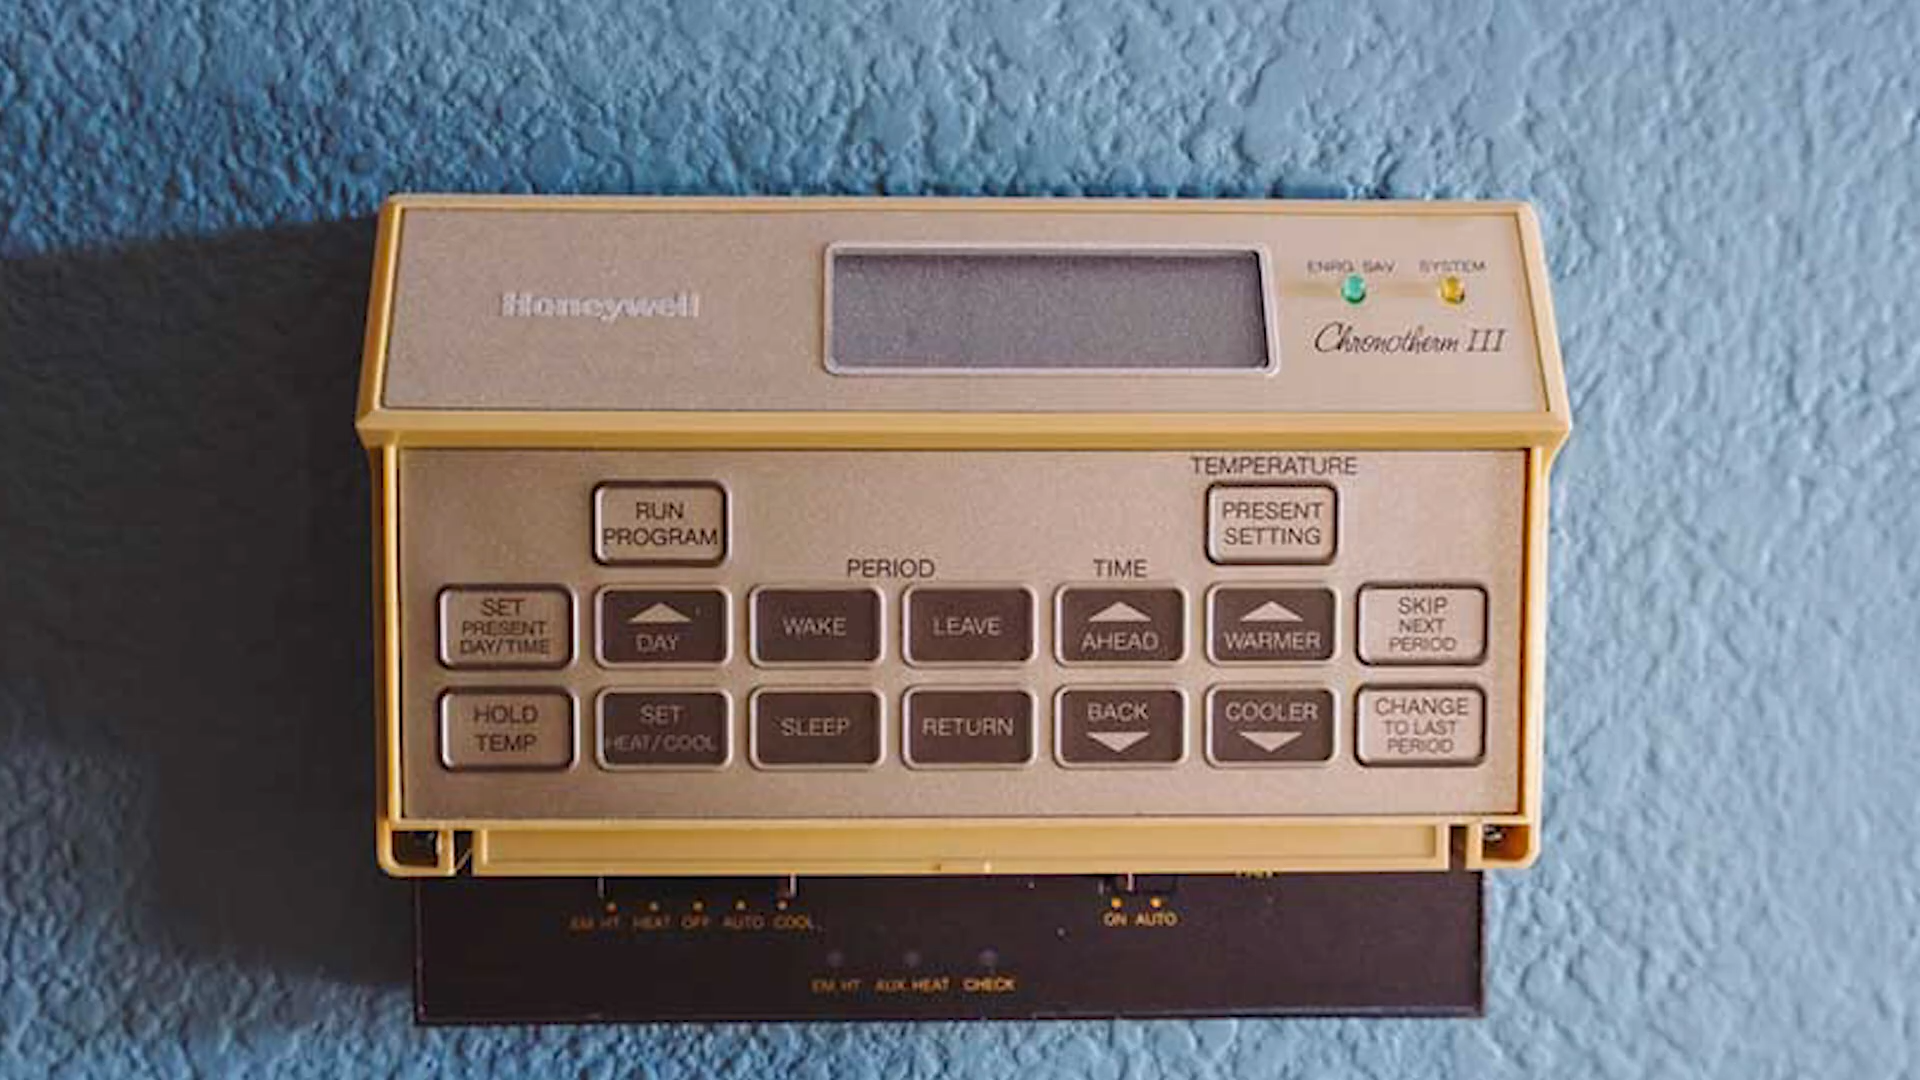 Honeywell
ENRG SAV
SYSTEM
Chronotherm III
TEMPERATURE
RUN
PROGRAM
PRESENT
SETTING
PERIOD
TIME
SET
PRESENT
DAY/TIME
DAY
WAKE
LEAVE
AHEAD
WARMER
SKIP
NEXT
PERIOD
HOLD
TEMP
SET
HEAT/COOL
SLEEP
RETURN
BACK
COOLER
CHANGE
TO LAST
PERIOD
EM HT HEAT OFF AUTO COOL
ON AUTO
EM HT AUX HEAT CHECK